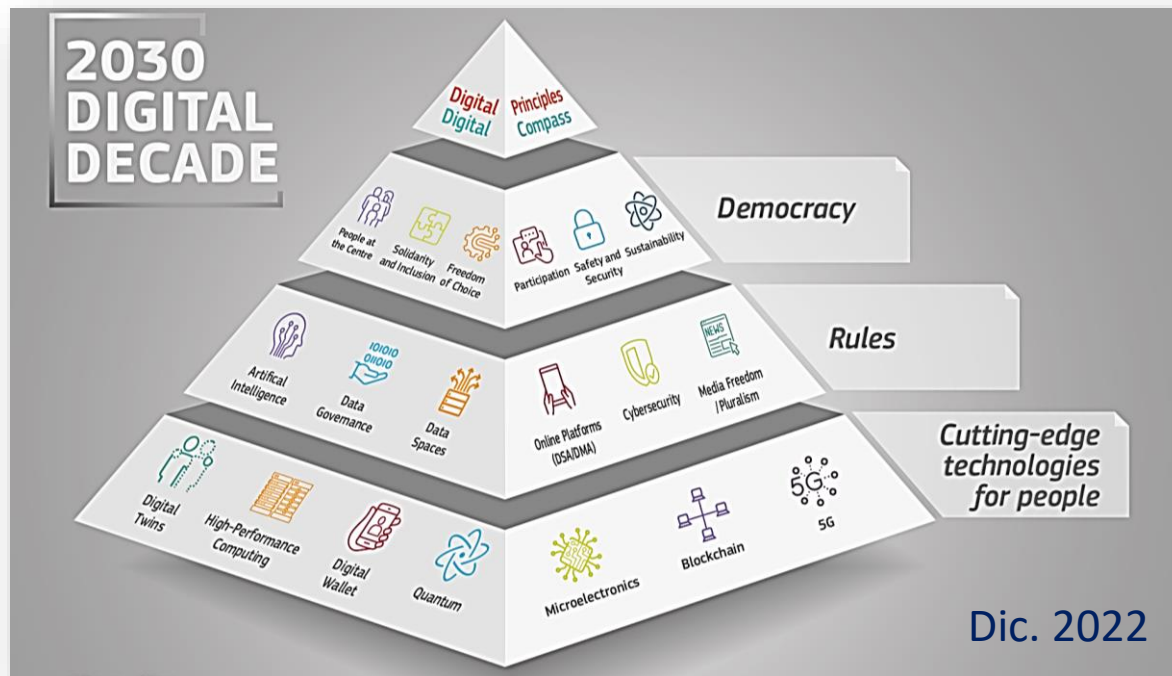 2030
DIGITAL
DECADE
Digital
Digital
Principles
Compass
People at
the Centre
Solidarity
and Inclusion
Freedom
of Choice
Participation
Safety and
Security
Sustainability
Democracy
Artifical
Intelligence
101010
011010
Data
Governance
Data
Spaces
Online Platforms
(DSA/DMA)
Cybersecurity
NEWS
Media Freedom
/Pluralism
Rules
Digital
Twins
High-Performance
Computing
Digital
Wallet
Quantum
Microelectronics
Blockchain
5G
5G
Cutting-edge
technologies
for people
Dic. 2022